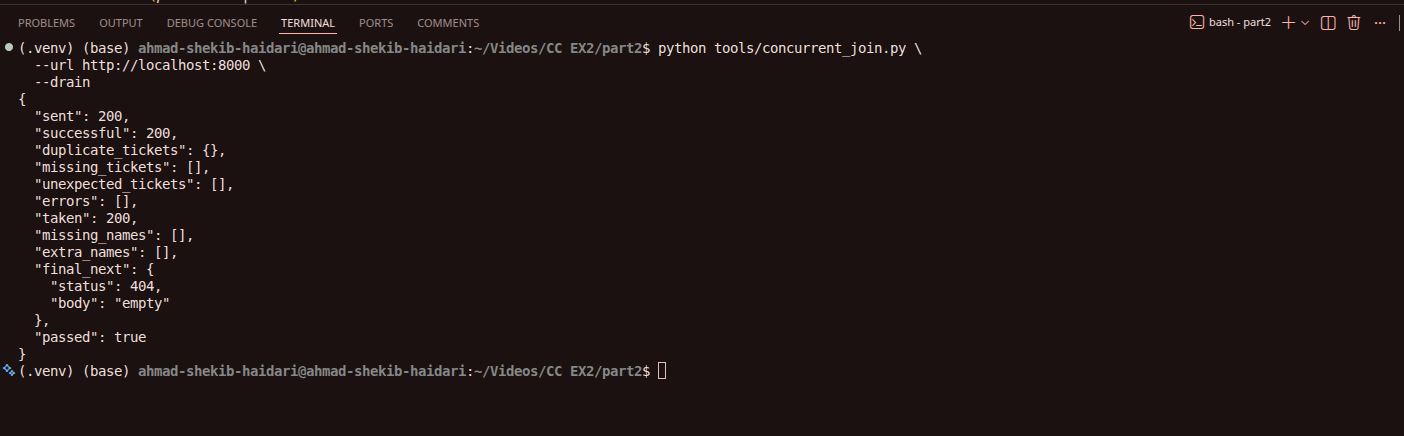 PROBLEMS OUTPUT DEBUG CONSOLE TERMINAL PORTS COMMENTS bash - part2
(.venv) (base) ahmad-shekib-haidari@ahmad-shekib-haidari:~/Videos/CC EX2/part2$ python tools/concurrent_join.py \
  --url http://localhost:8000 \
  --drain
{
  "sent": 200,
  "successful": 200,
  "duplicate_tickets": {},
  "missing_tickets": [],
  "unexpected_tickets": [],
  "errors": [],
  "taken": 200,
  "missing_names": [],
  "extra_names": [],
  "final_next": {
    "status": 404,
    "body": "empty"
  },
  "passed": true
}
(.venv) (base) ahmad-shekib-haidari@ahmad-shekib-haidari:~/Videos/CC EX2/part2$